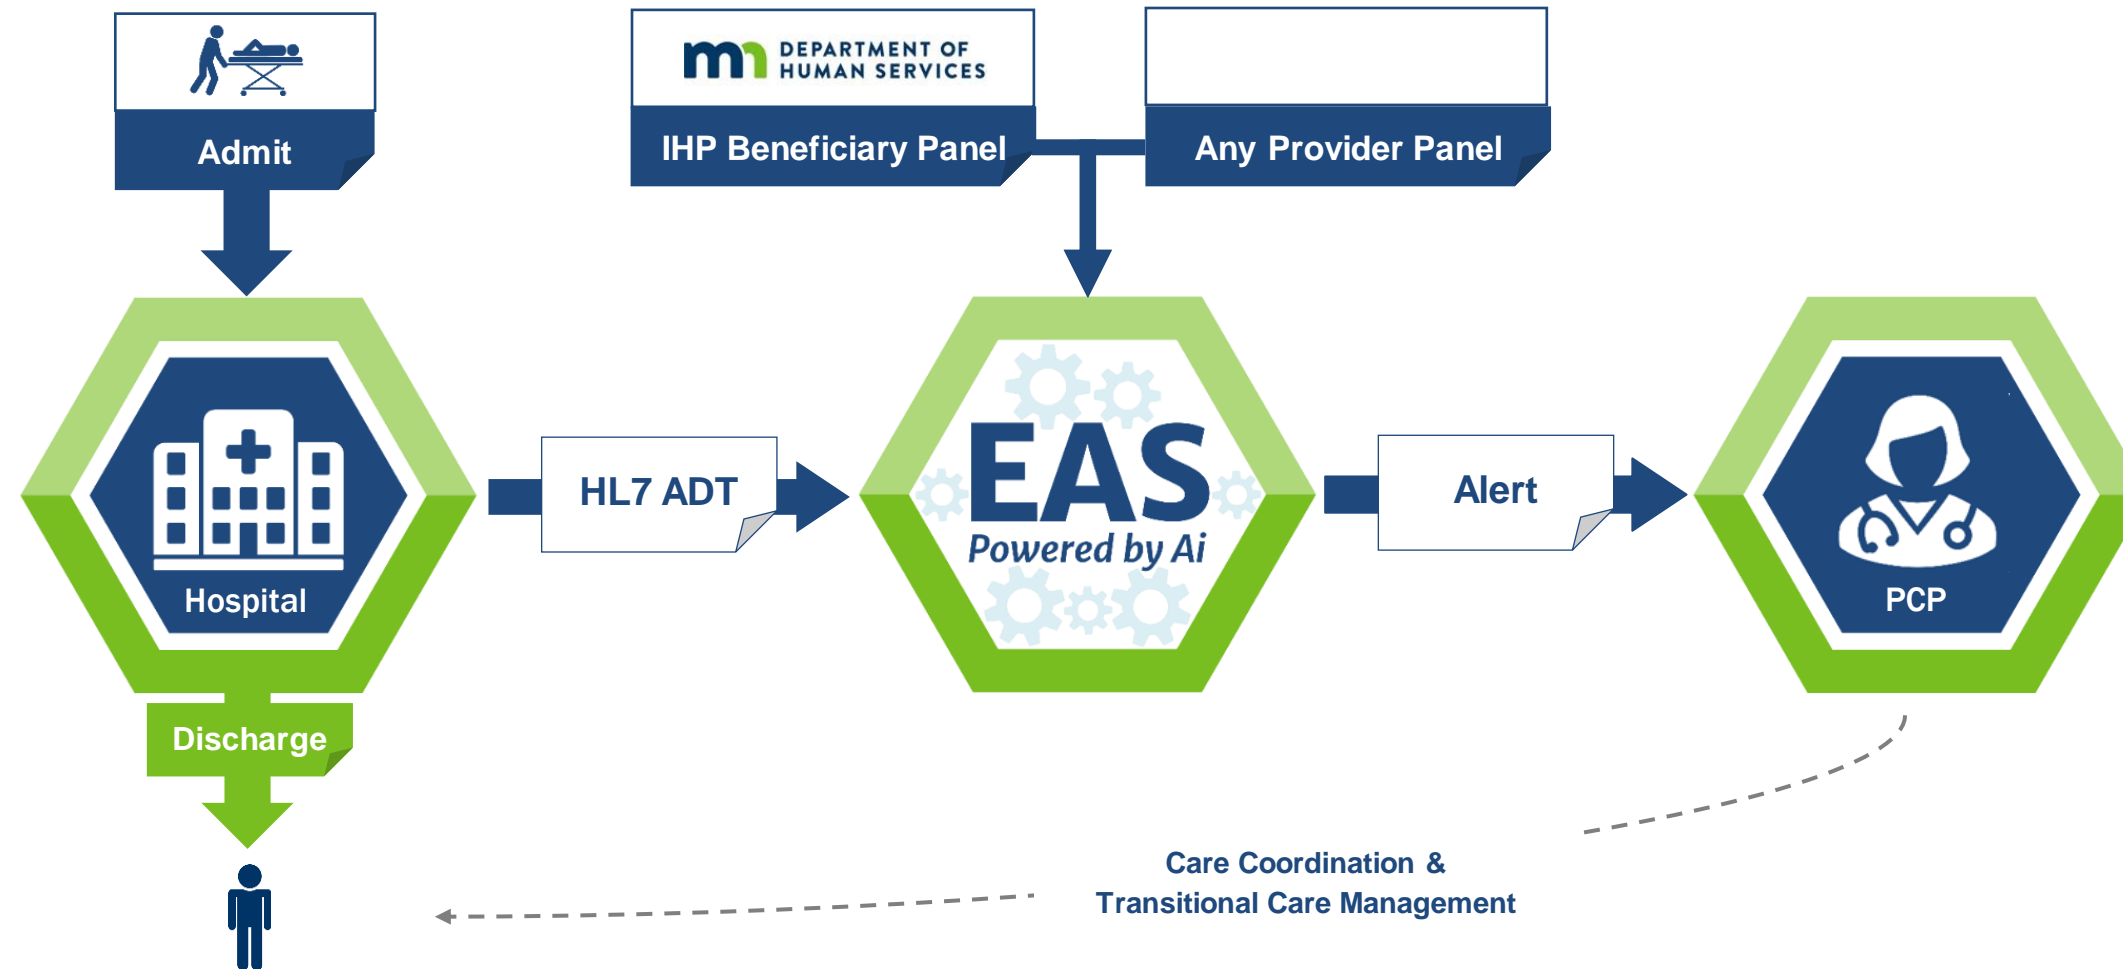 mn DEPARTMENT OF
HUMAN SERVICES
Admit
IHP Beneficiary Panel
Any Provider Panel
Hospital
HL7 ADT
EAS
Powered by Ai
Alert
PCP
Discharge
Care Coordination &
Transitional Care Management